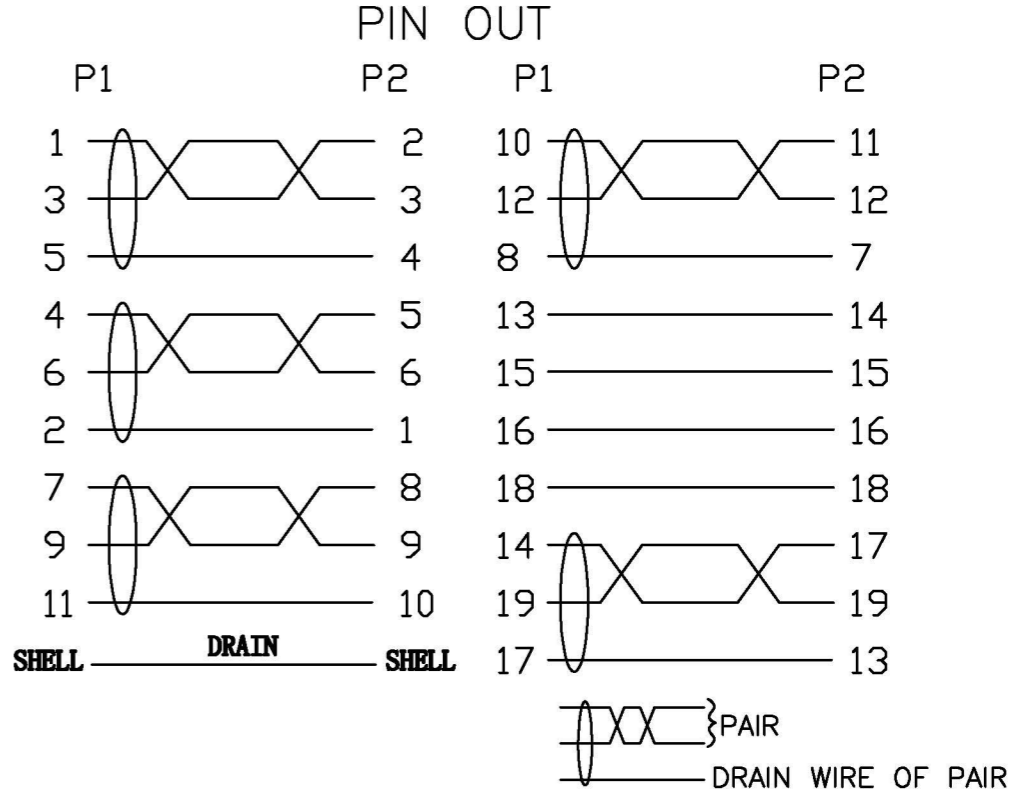 PIN OUT
P1 P2 P1 P2
1 2 10 11
3 3 12 12
5 4 8 7
4 5 13 14
6 6 15 15
2 1 16 16
7 8 18 18
9 9 14 17
11 10 19 19
SHELL DRAIN SHELL 17 13
PAIR
DRAIN WIRE OF PAIR